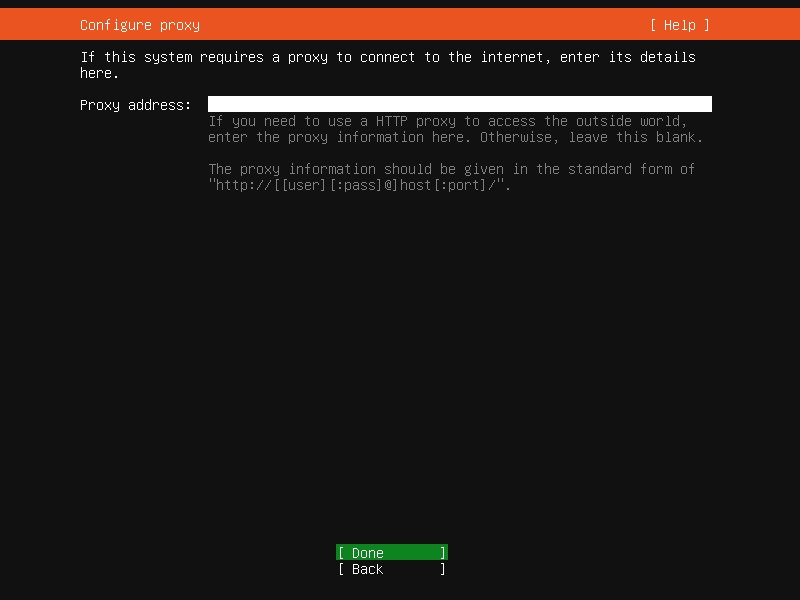 Configure proxy [ Help ]
If this system requires a proxy to connect to the internet, enter its details
here.
Proxy address:
If you need to use a HTTP proxy to access the outside world,
enter the proxy information here. Otherwise, leave this blank.
The proxy information should be given in the standard form of
"http://[[user][:pass]@]host[:port]/".
[ Done ]
[ Back ]